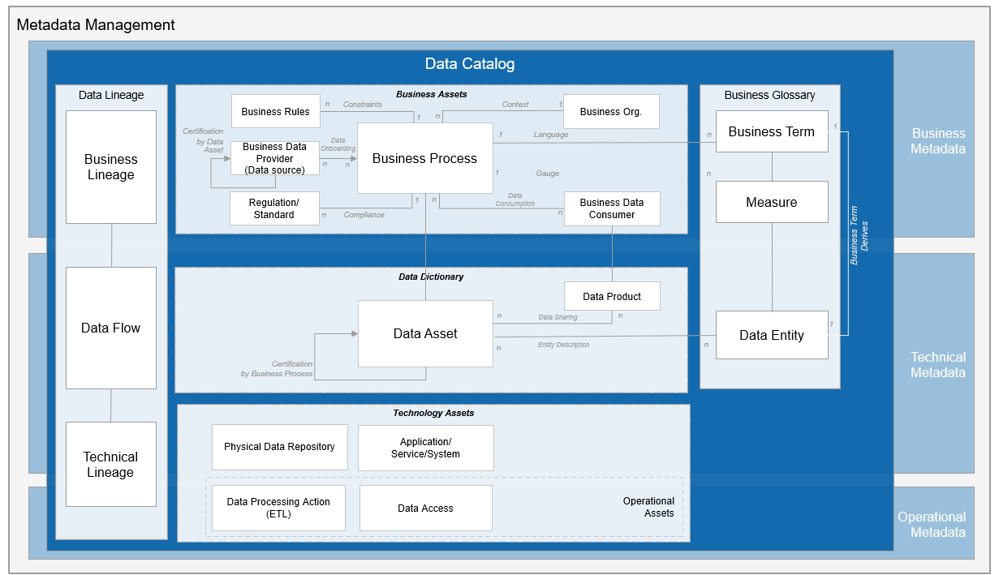 Metadata Management
Data Catalog
Data Lineage
Business
Lineage
Data Flow
Technical
Lineage
Business Assets
Business Rules
n
Constraints
1
Context
n
1
Business Org.
Certification
by Data
Asset
Business Data
Provider
(Data source)
Data
Onboarding
n
n
Business Process
1
Language
n
1
Gauge
n
Regulation/
Standard
n
Compliance
1
n
Data
Consumption
n
Business Data
Consumer
Data Dictionary
Data Product
Data Asset
n
Data Sharing
n
n
Entity Description
n
Certification
by Business Process
Technology Assets
Physical Data Repository
Application/
Service/System
Data Processing Action
(ETL)
Data Access
Operational
Assets
Business Glossary
Business Term
1
Measure
Data Entity
1
Business Term
Derives
Business
Metadata
Technical
Metadata
Operational
Metadata